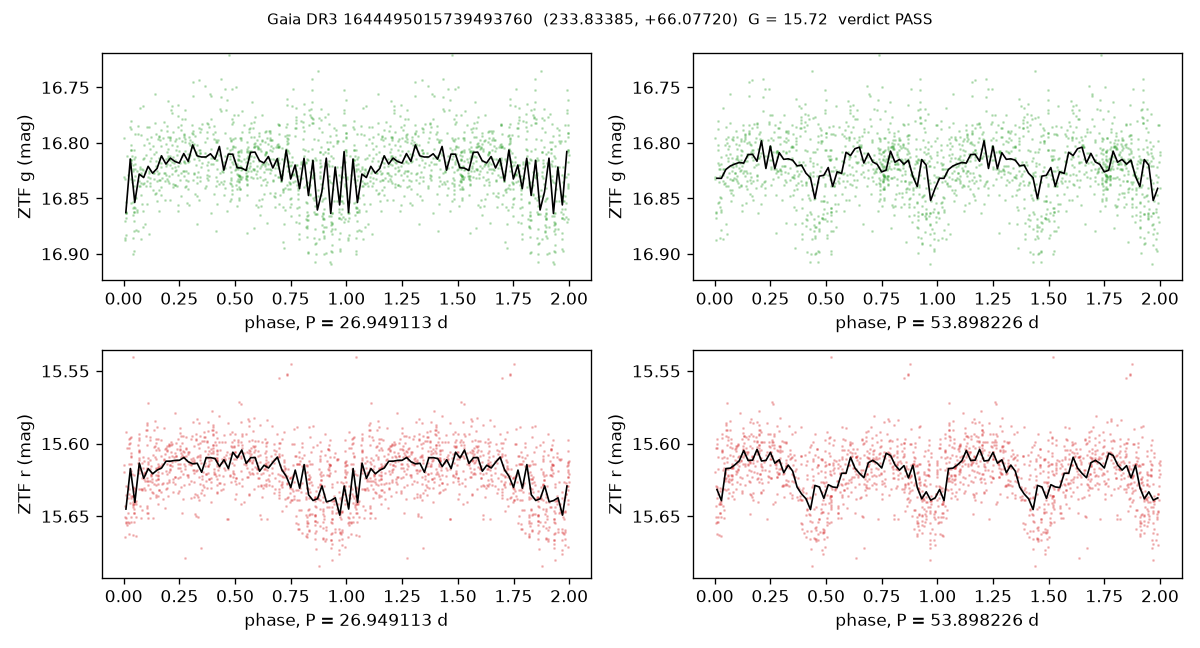 Gaia DR3 1644495015739493760 (233.83385, +66.07720) G = 15.72 verdict PASS
ZTF g (mag)
16.75
16.80
16.85
16.90
0.00 0.25 0.50 0.75 1.00 1.25 1.50 1.75 2.00
phase, P = 26.949113 d
ZTF g (mag)
16.75
16.80
16.85
16.90
0.00 0.25 0.50 0.75 1.00 1.25 1.50 1.75 2.00
phase, P = 53.898226 d
ZTF r (mag)
15.55
15.60
15.65
0.00 0.25 0.50 0.75 1.00 1.25 1.50 1.75 2.00
phase, P = 26.949113 d
ZTF r (mag)
15.55
15.60
15.65
0.00 0.25 0.50 0.75 1.00 1.25 1.50 1.75 2.00
phase, P = 53.898226 d